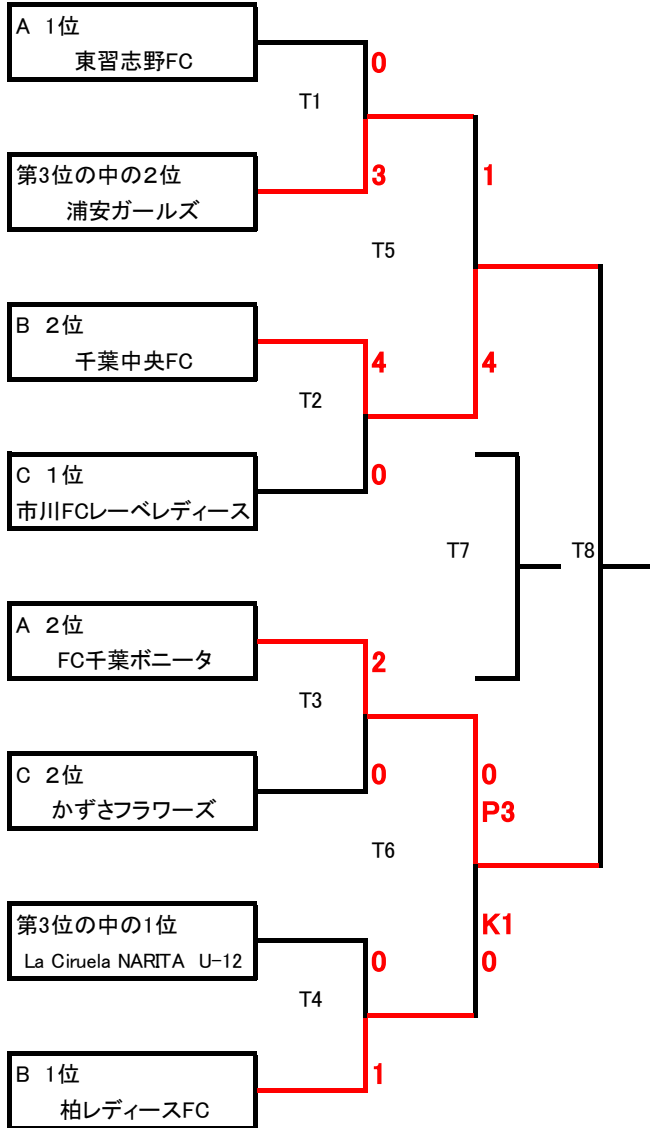 A 1位
東習志野FC
0
T1
第3位の中の２位
浦安ガールズ
3
1
T5
B ２位
千葉中央FC
4
4
T2
C 1位
市川FCレーベレディース
0
T7
T8
A ２位
FC千葉ボニータ
2
T3
C ２位
かずさフラワーズ
0
0
P3
T6
第3位の中の1位
La Ciruela NARITA U-12
0
K1
0
T4
B 1位
柏レディースFC
1